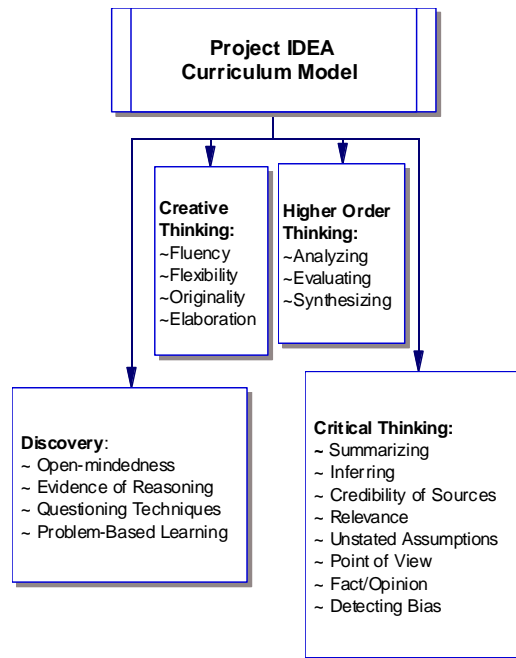 Project IDEA
Curriculum Model
Creative
Thinking:
~Fluency
~Flexibility
~Originality
~Elaboration
Higher Order
Thinking:
~Analyzing
~Evaluating
~Synthesizing
Discovery:
~ Open-mindedness
~ Evidence of Reasoning
~ Questioning Techniques
~ Problem-Based Learning
Critical Thinking:
~ Summarizing
~ Inferring
~ Credibility of Sources
~ Relevance
~ Unstated Assumptions
~ Point of View
~ Fact/Opinion
~ Detecting Bias